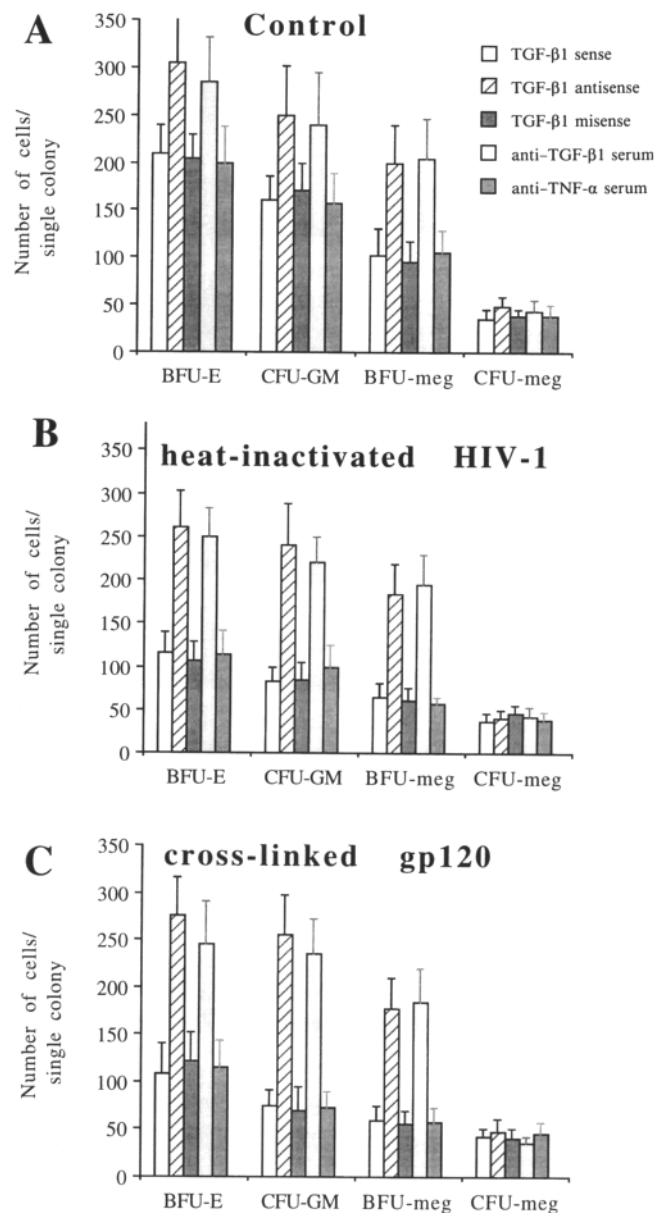 A
Control
TGF-β1 sense
TGF-β1 antisense
TGF-β1 misense
anti-TGF-β1 serum
anti-TNF-α serum
Number of cells/
single colony
350
300
250
200
150
100
50
0
BFU-E CFU-GM BFU-meg CFU-meg
B
heat-inactivated HIV-1
Number of cells/
single colony
350
300
250
200
150
100
50
0
BFU-E CFU-GM BFU-meg CFU-meg
C
cross-linked gp120
Number of cells/
single colony
350
300
250
200
150
100
50
0
BFU-E CFU-GM BFU-meg CFU-meg